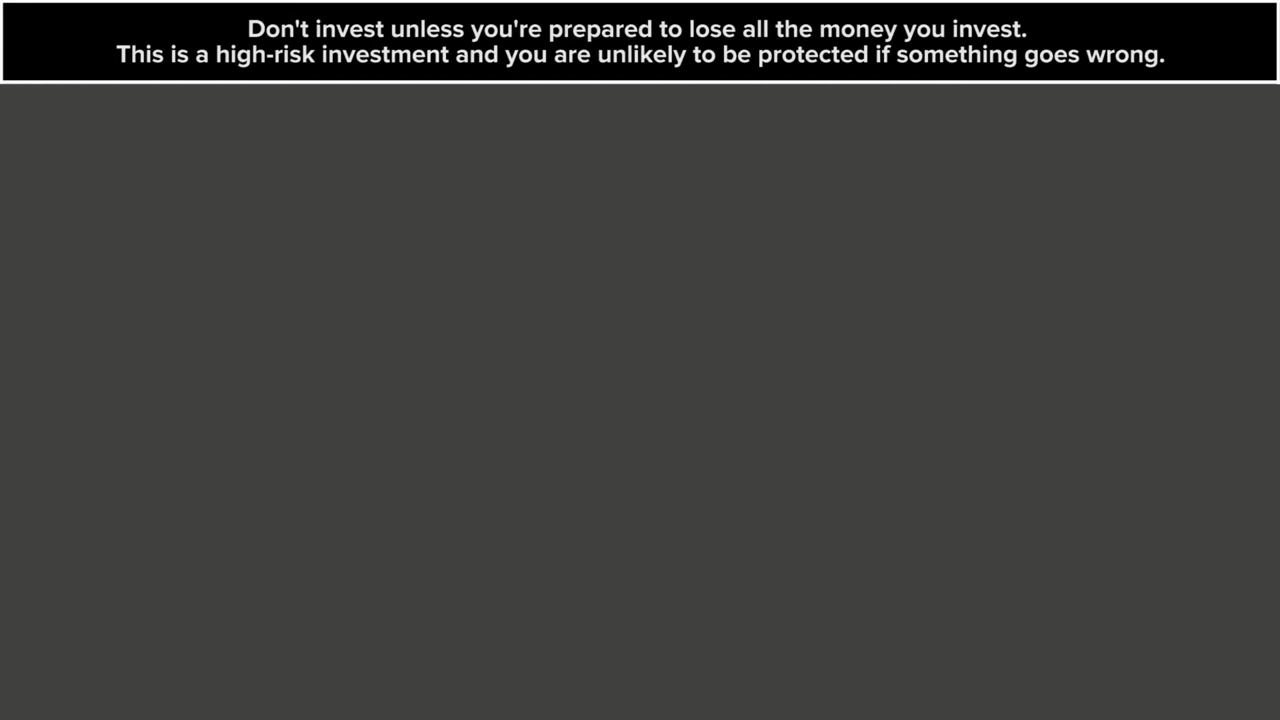 Don't invest unless you're prepared to lose all the money you invest.
This is a high-risk investment and you are unlikely to be protected if something goes wrong.